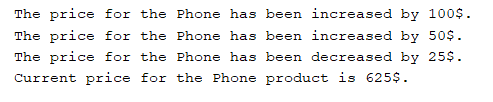 The price for the Phone has been increased by 100$.
The price for the Phone has been increased by 50$.
The price for the Phone has been decreased by 25$.
Current price for the Phone product is 625$.